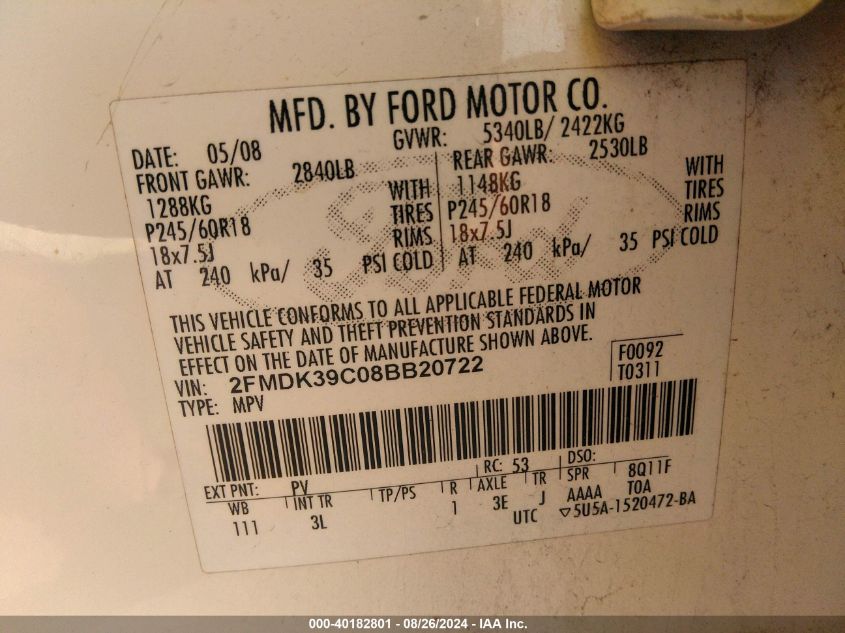 MFD. BY FORD MOTOR CO.
DATE: 05/08 GVWR: 5340LB/ 2422KG
FRONT GAWR: 2840LB REAR GAWR: 2530LB
1288KG WITH 1148KG WITH
P245/60R18 TIRES P245/60R18 TIRES
18x7.5J RIMS 18x7.5J RIMS
AT 240 kPa/ 35 PSI COLD AT 240 kPa/ 35 PSI COLD
THIS VEHICLE CONFORMS TO ALL APPLICABLE FEDERAL MOTOR
VEHICLE SAFETY AND THEFT PREVENTION STANDARDS IN
EFFECT ON THE DATE OF MANUFACTURE SHOWN ABOVE.
VIN: 2FMDK39C08BB20722 F0092
TYPE: MPV T0311
EXT PNT: PV RC: 53 DSO:
WB INT TR TP/PS R AXLE TR SPR 8Q11F
111 3L 1 3E J AAAA TOA
UTC ▽5U5A-1520472-BA
000-40182801 - 08/26/2024 - IAA Inc.